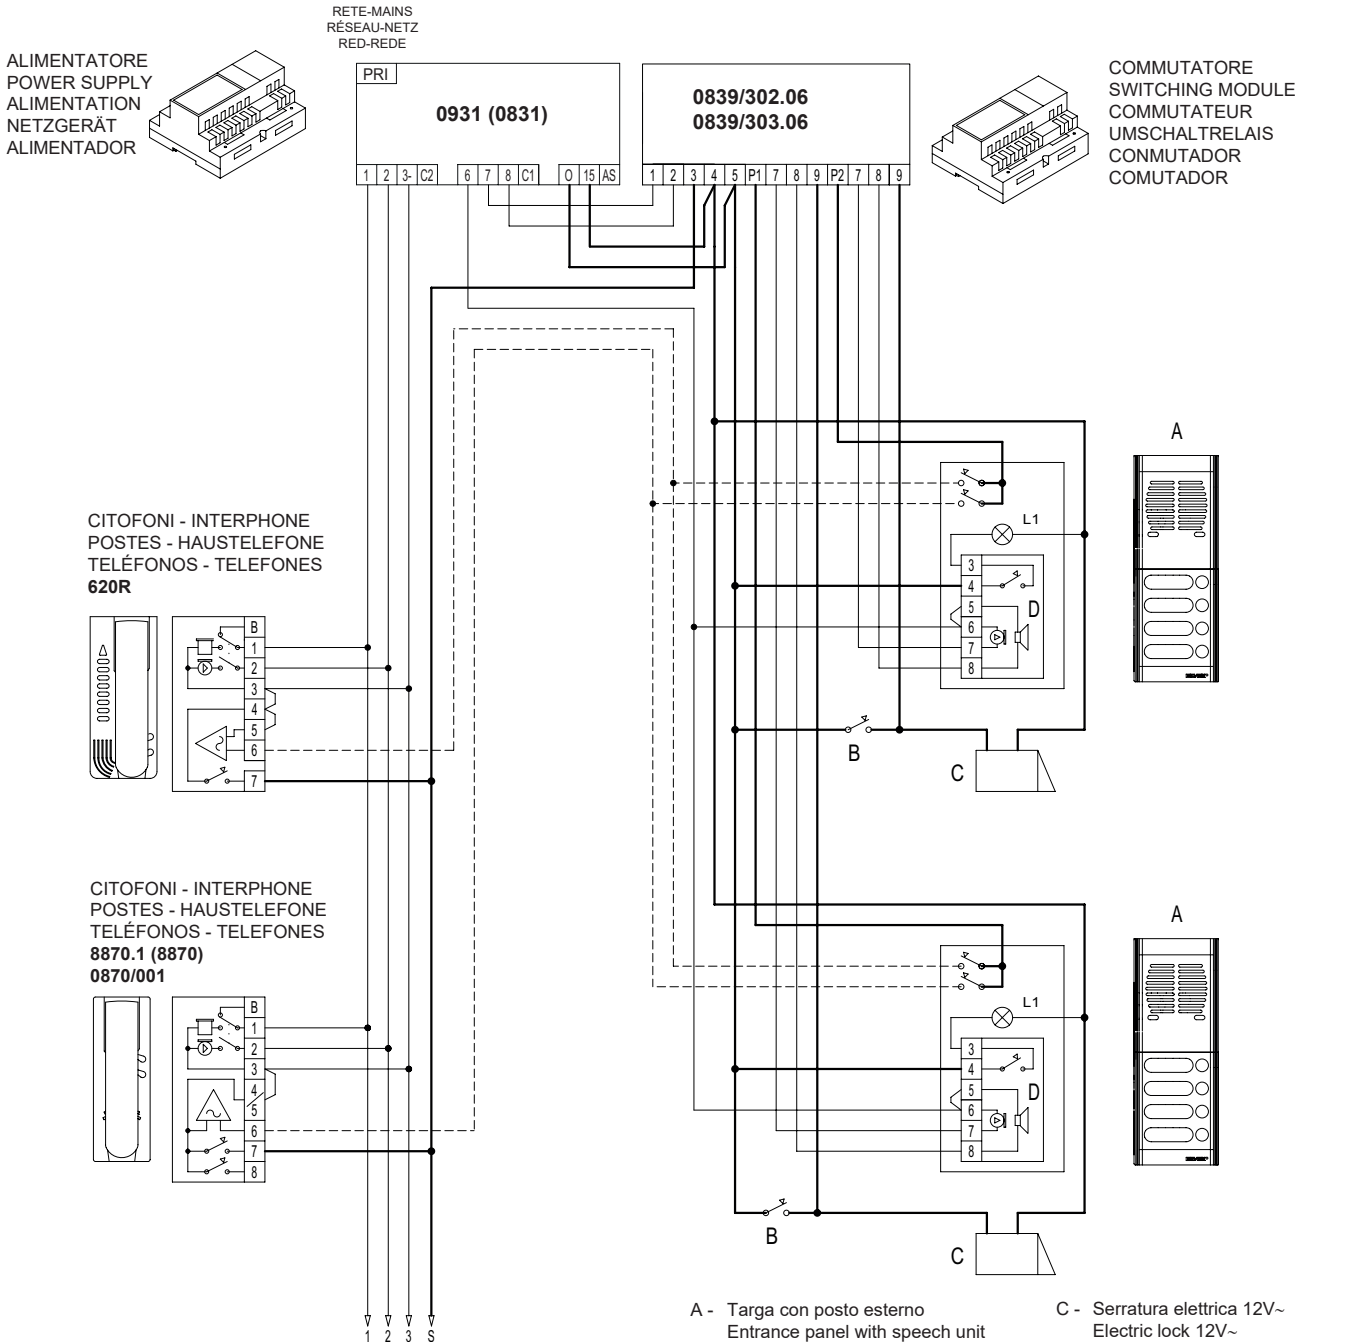 RETE-MAINS
RÉSEAU-NETZ
RED-REDE
ALIMENTATORE
POWER SUPPLY
ALIMENTATION
NETZGERÄT
ALIMENTADOR
PRI
0931 (0831)
1 2 3- C2 6 7 8 C1 O 15 AS
0839/302.06
0839/303.06
1 2 3 4 5 P1 7 8 9 P2 7 8 9
COMMUTATORE
SWITCHING MODULE
COMMUTATEUR
UMSCHALTRELAIS
CONMUTADOR
COMUTADOR
A
L1
3
4
5
6
7
8
D
B
C
CITOFONI - INTERPHONE
POSTES - HAUSTELEFONE
TELÉFONOS - TELEFONES
620R
B
1
2
3
4
5
6
7
CITOFONI - INTERPHONE
POSTES - HAUSTELEFONE
TELÉFONOS - TELEFONES
8870.1 (8870)
0870/001
B
1
2
3
4
5
6
7
8
A
L1
3
4
5
6
7
8
D
B
C
1 2 3 S
A - Targa con posto esterno
Entrance panel with speech unit
C - Serratura elettrica 12V~
Electric lock 12V~